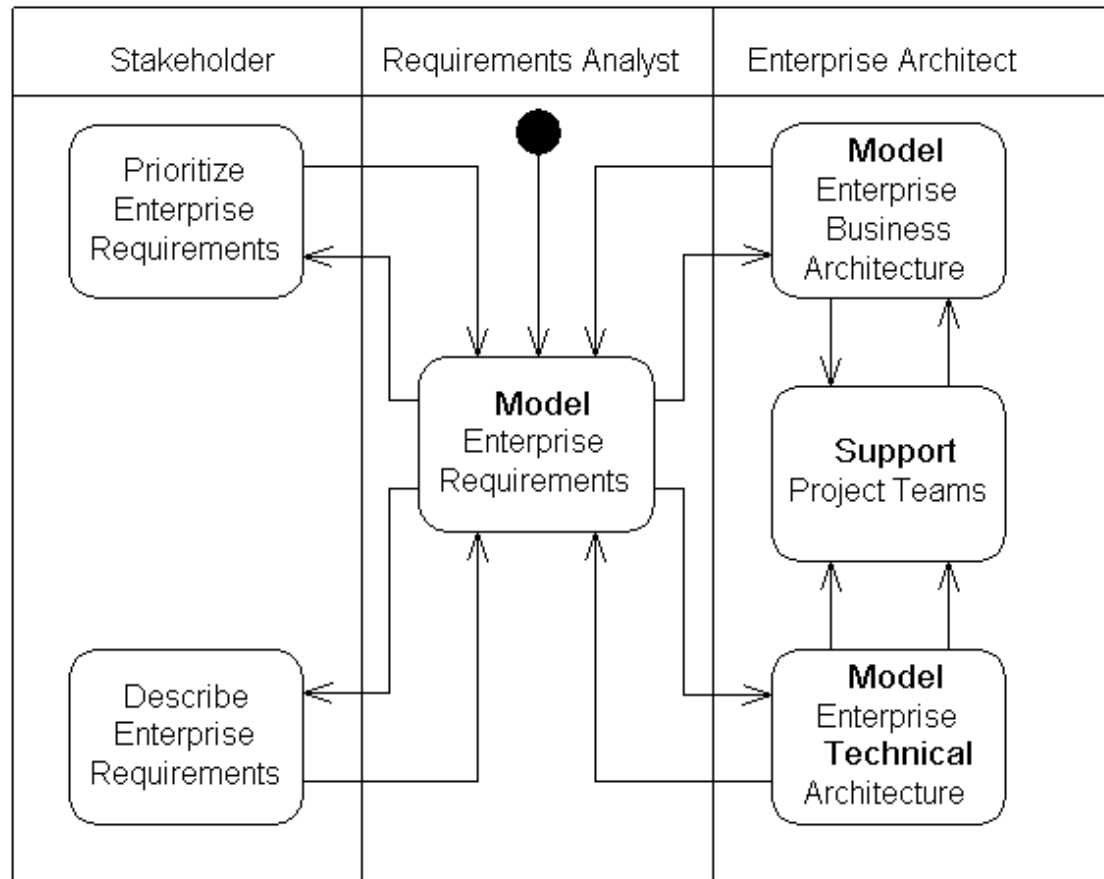 Stakeholder
Requirements Analyst
Enterprise Architect
Prioritize
Enterprise
Requirements
Model
Enterprise
Business
Architecture
Model
Enterprise
Requirements
Support
Project Teams
Describe
Enterprise
Requirements
Model
Enterprise
Technical
Architecture